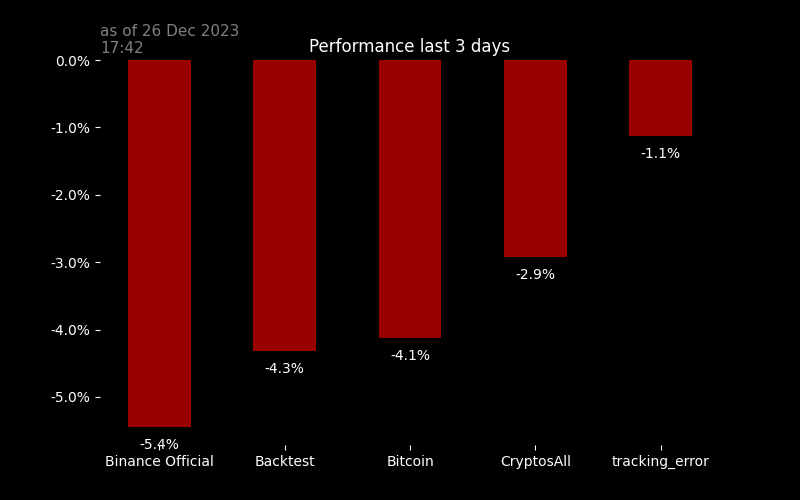 as of 26 Dec 2023
17:42
Performance last 3 days
0.0%
-1.0%
-2.0%
-3.0%
-4.0%
-5.0%
-5.4%
-4.3%
-4.1%
-2.9%
-1.1%
Binance Official
Backtest
Bitcoin
CryptosAll
tracking_error